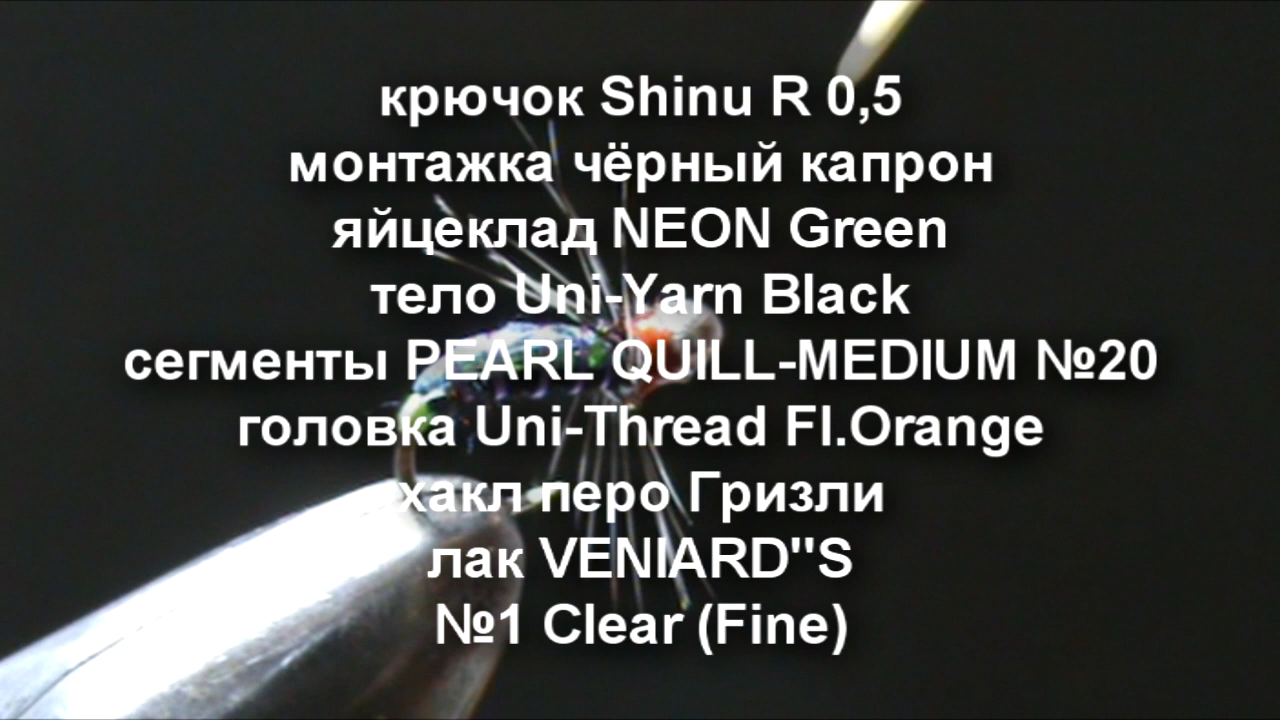 крючок Shinu R 0,5
монтажка чёрный капрон
яйцеклад NEON Green
тело Uni-Yarn Black
сегменты PEARL QUILL-MEDIUM №20
головка Uni-Thread Fl.Orange
хакл перо Гризли
лак VENIARD"S
№1 Clear (Fine)